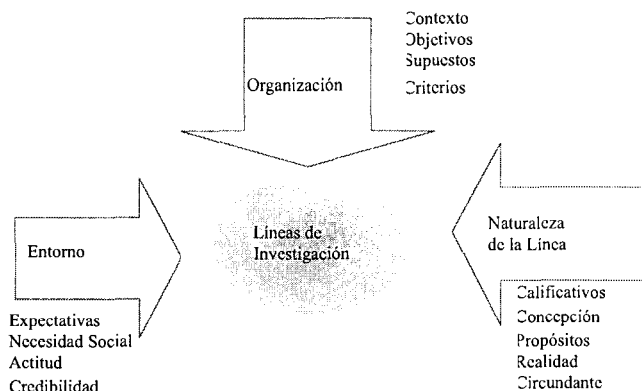 Contexto
Objetivos
Supuestos
Criterios
Organización
Líneas de
Investigación
Naturaleza
de la Línea
Entorno
Calificativos
Concepción
Propósitos
Realidad
Circundante
Expectativas
Necesidad Social
Actitud
Credibilidad